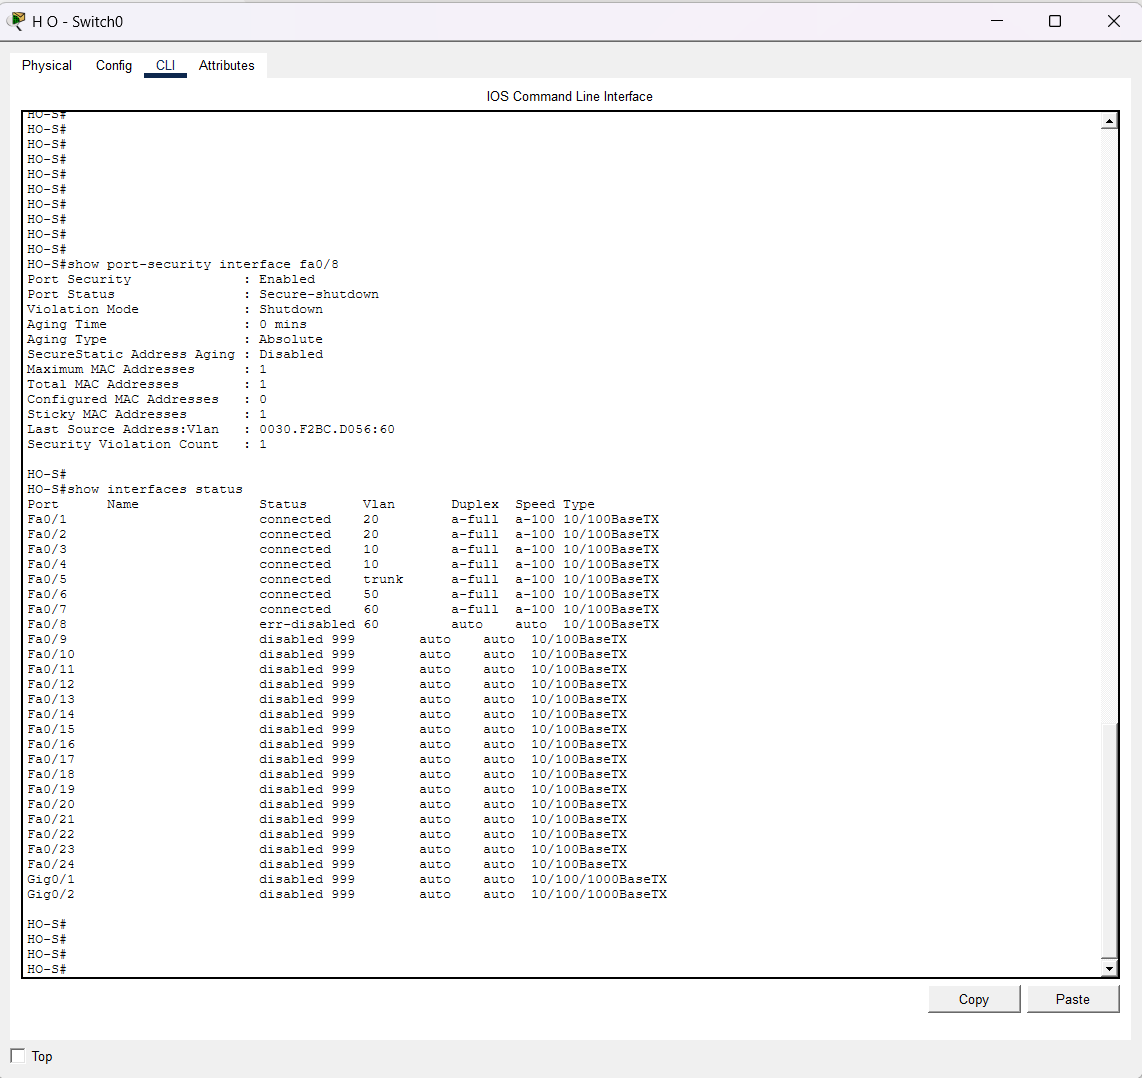 H O - Switch0
Physical Config CLI Attributes
IOS Command Line Interface
HO-S#
HO-S#
HO-S#
HO-S#
HO-S#
HO-S#
HO-S#
HO-S#
HO-S#
HO-S#
HO-S#show port-security interface fa0/8
Port Security : Enabled
Port Status : Secure-shutdown
Violation Mode : Shutdown
Aging Time : 0 mins
Aging Type : Absolute
SecureStatic Address Aging : Disabled
Maximum MAC Addresses : 1
Total MAC Addresses : 1
Configured MAC Addresses : 0
Sticky MAC Addresses : 1
Last Source Address:Vlan : 0030.F2BC.D056:60
Security Violation Count : 1
HO-S#
HO-S#show interfaces status
Port Name Status Vlan Duplex Speed Type
Fa0/1 connected 20 a-full a-100 10/100BaseTX
Fa0/2 connected 20 a-full a-100 10/100BaseTX
Fa0/3 connected 10 a-full a-100 10/100BaseTX
Fa0/4 connected 10 a-full a-100 10/100BaseTX
Fa0/5 connected trunk a-full a-100 10/100BaseTX
Fa0/6 connected 50 a-full a-100 10/100BaseTX
Fa0/7 connected 60 a-full a-100 10/100BaseTX
Fa0/8 err-disabled 60 auto auto 10/100BaseTX
Fa0/9 disabled 999 auto auto 10/100BaseTX
Fa0/10 disabled 999 auto auto 10/100BaseTX
Fa0/11 disabled 999 auto auto 10/100BaseTX
Fa0/12 disabled 999 auto auto 10/100BaseTX
Fa0/13 disabled 999 auto auto 10/100BaseTX
Fa0/14 disabled 999 auto auto 10/100BaseTX
Fa0/15 disabled 999 auto auto 10/100BaseTX
Fa0/16 disabled 999 auto auto 10/100BaseTX
Fa0/17 disabled 999 auto auto 10/100BaseTX
Fa0/18 disabled 999 auto auto 10/100BaseTX
Fa0/19 disabled 999 auto auto 10/100BaseTX
Fa0/20 disabled 999 auto auto 10/100BaseTX
Fa0/21 disabled 999 auto auto 10/100BaseTX
Fa0/22 disabled 999 auto auto 10/100BaseTX
Fa0/23 disabled 999 auto auto 10/100BaseTX
Fa0/24 disabled 999 auto auto 10/100BaseTX
Gig0/1 disabled 999 auto auto 10/100/1000BaseTX
Gig0/2 disabled 999 auto auto 10/100/1000BaseTX
HO-S#
HO-S#
HO-S#
HO-S#
Copy Paste
Top